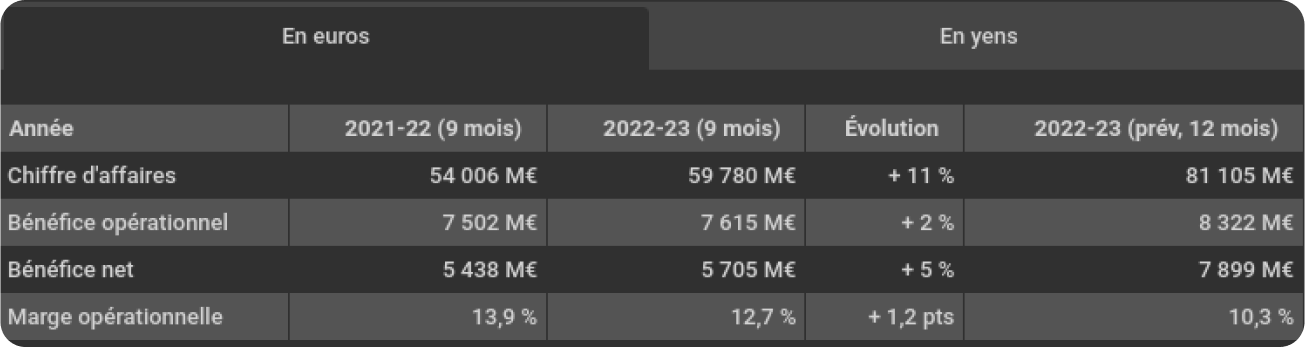 En euros En yens
Année 2021-22 (9 mois) 2022-23 (9 mois) Évolution 2022-23 (prév, 12 mois)
Chiffre d'affaires 54 006 M€ 59 780 M€ + 11 % 81 105 M€
Bénéfice opérationnel 7 502 M€ 7 615 M€ + 2 % 8 322 M€
Bénéfice net 5 438 M€ 5 705 M€ + 5 % 7 899 M€
Marge opérationnelle 13,9 % 12,7 % + 1,2 pts 10,3 %